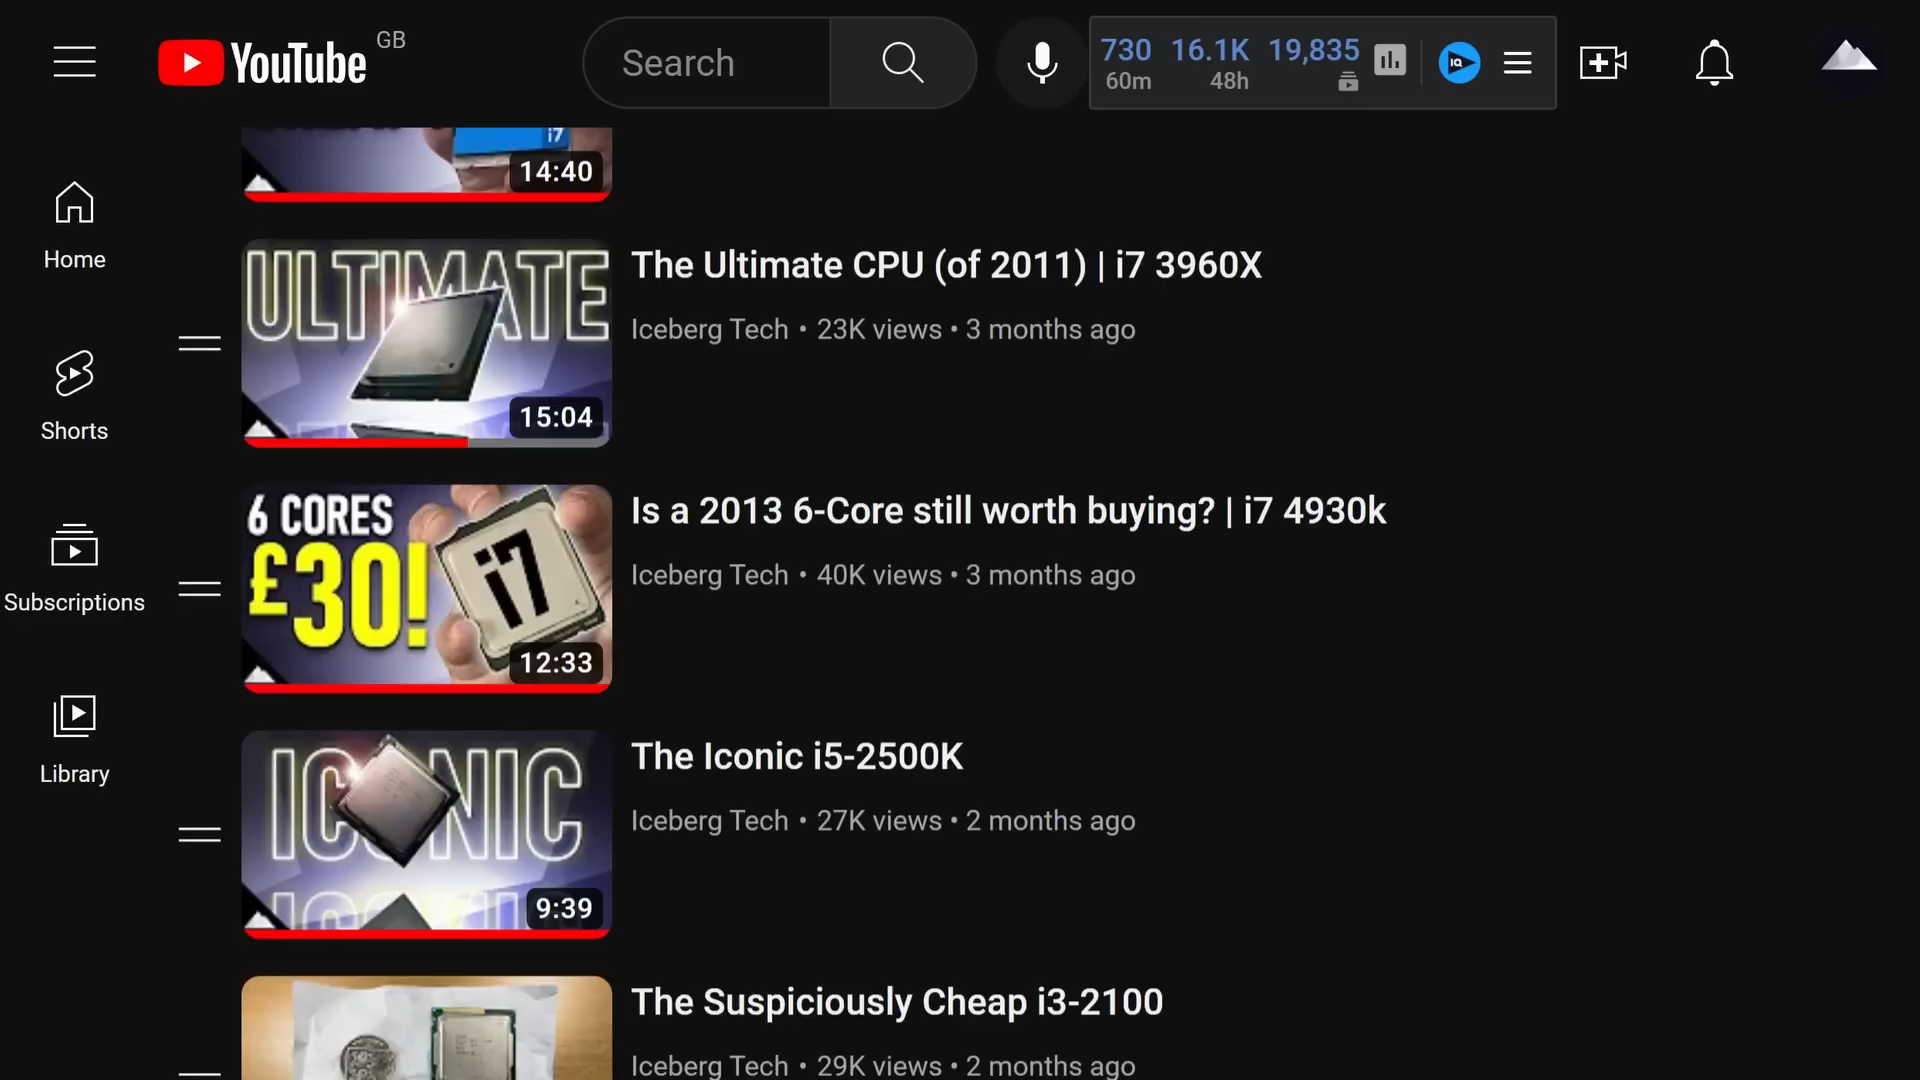 YouTube
GB
Search
730 16.1K 19,835
60m 48h
i7
14:40
Home
Shorts
Subscriptions
Library
ULTIMATE
15:04
The Ultimate CPU (of 2011) | i7 3960X
Iceberg Tech • 23K views • 3 months ago
6 CORES
£30!
i7
12:33
Is a 2013 6-Core still worth buying? | i7 4930k
Iceberg Tech • 40K views • 3 months ago
ICONIC
9:39
The Iconic i5-2500K
Iceberg Tech • 27K views • 2 months ago
The Suspiciously Cheap i3-2100
Iceberg Tech • 29K views • 2 months ago